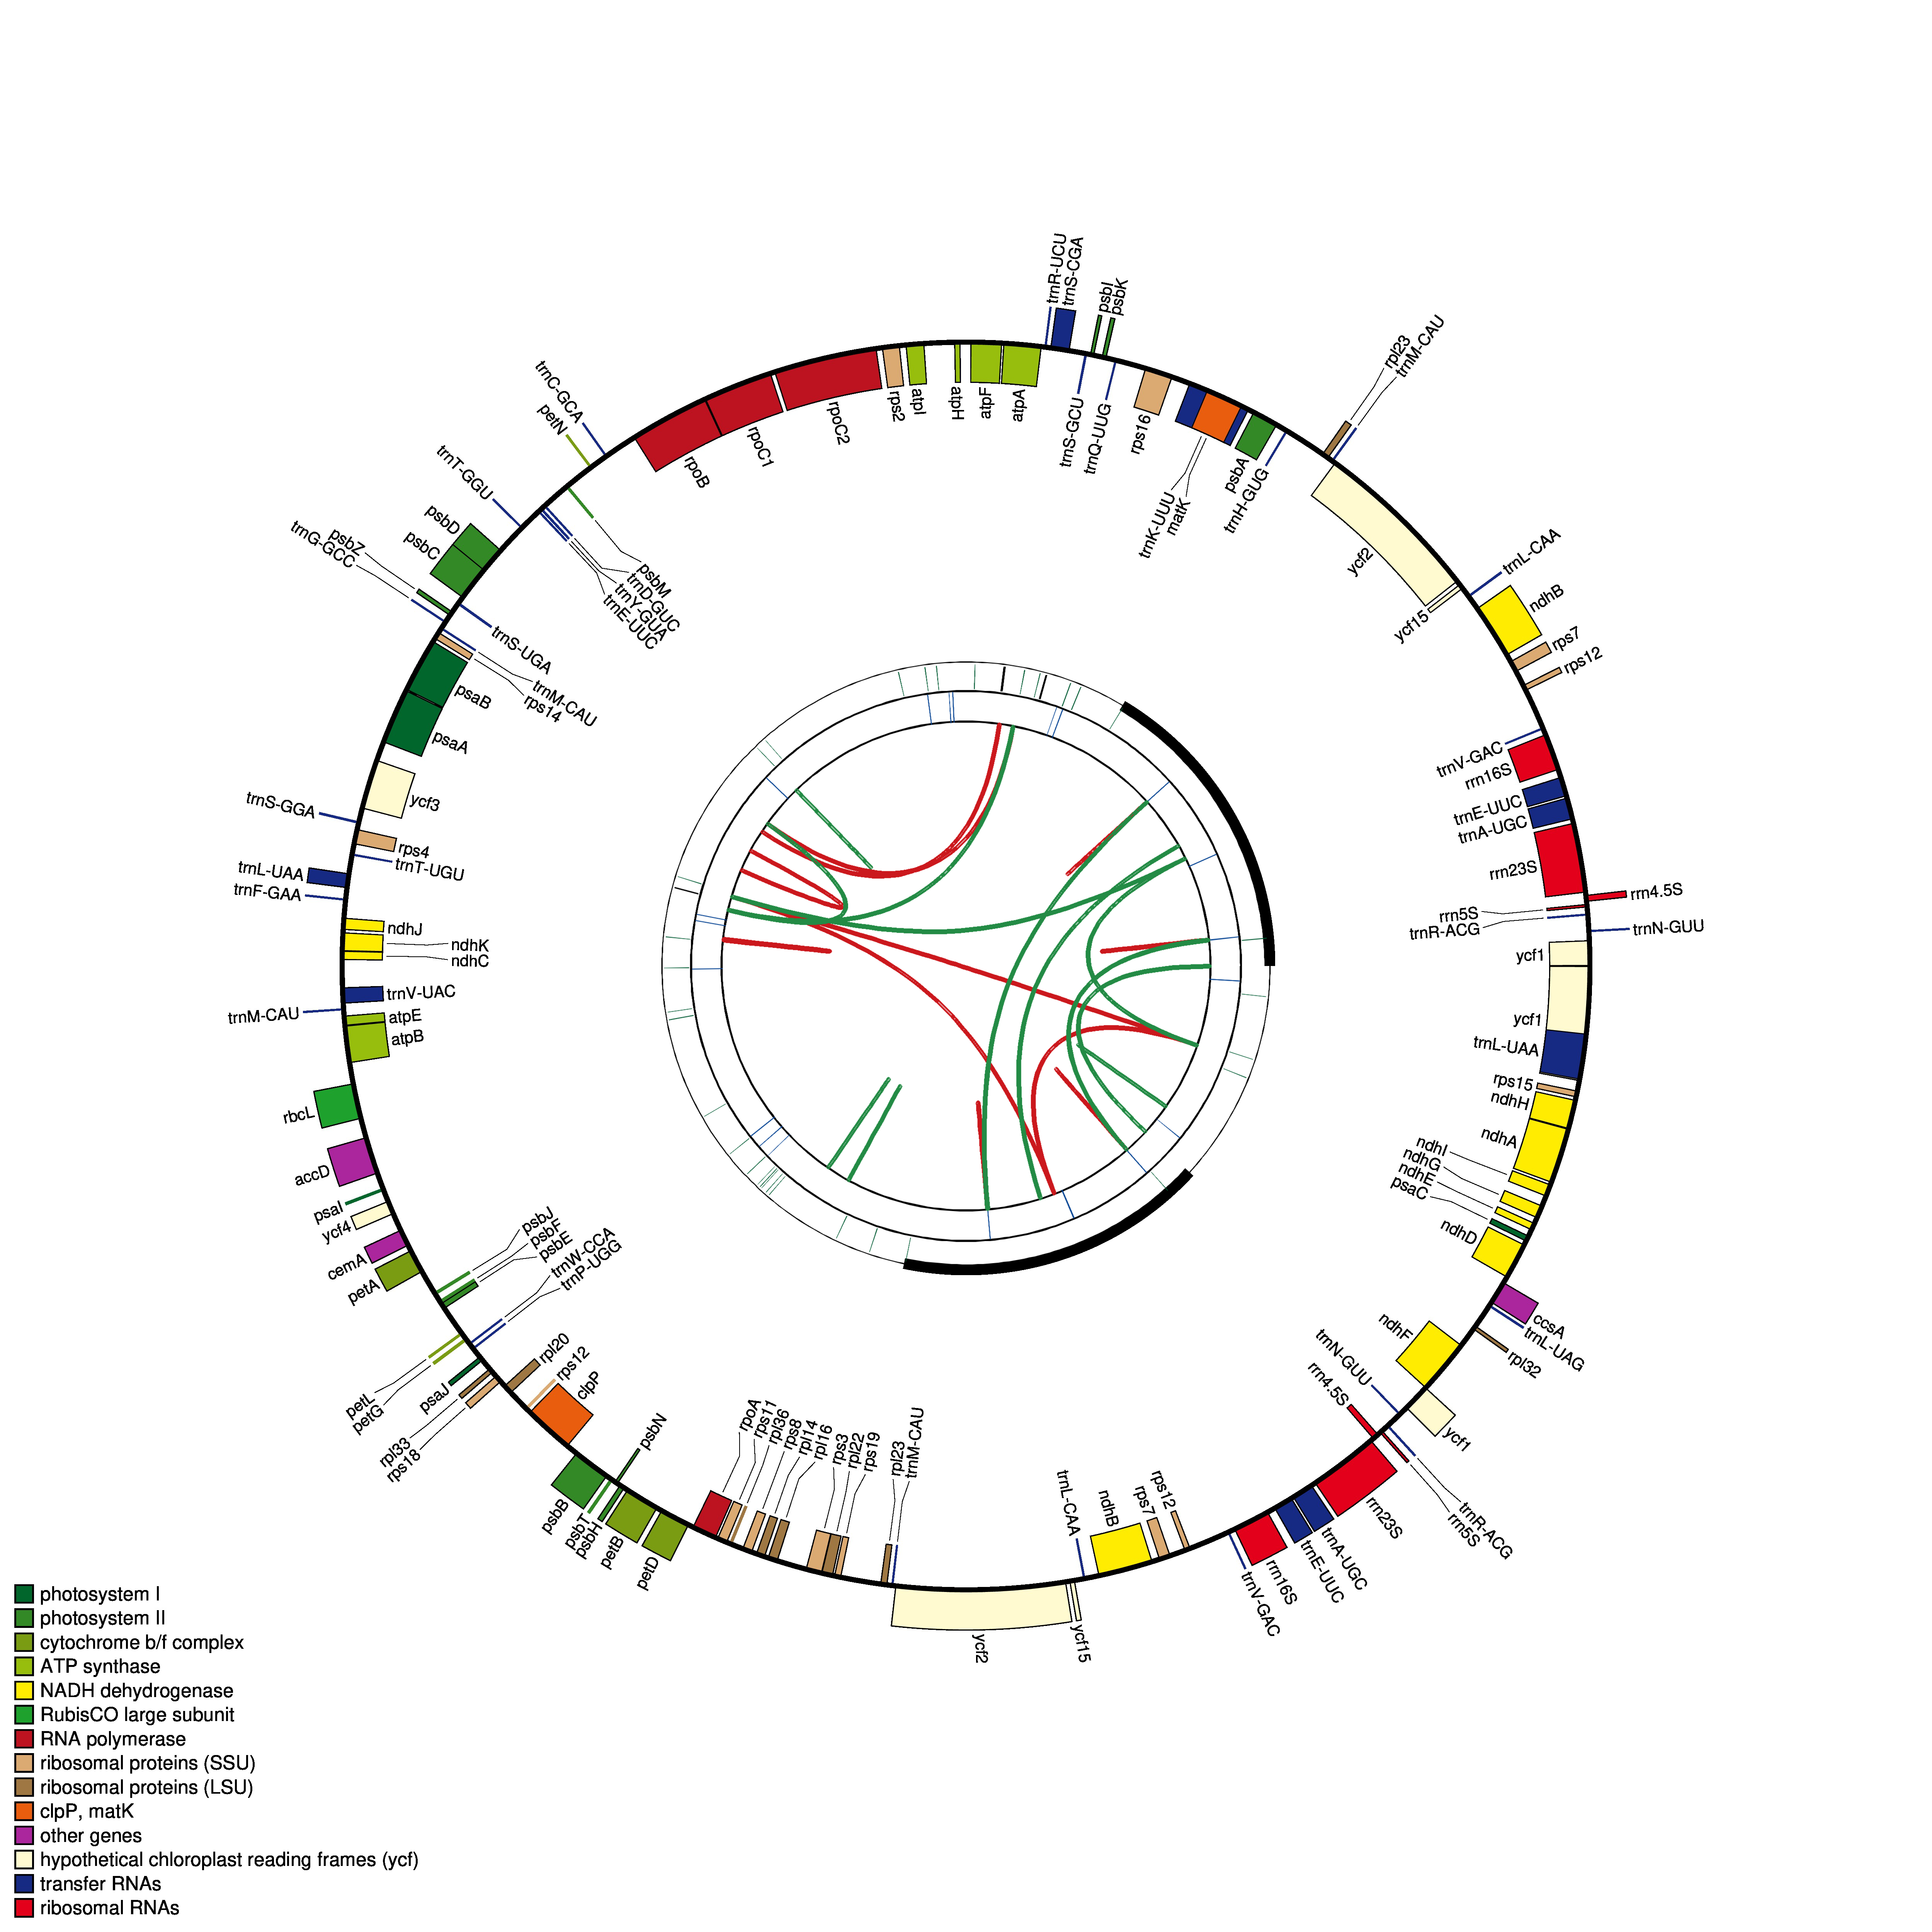 trnR-UCU
trnS-CGA
psbI
psbK
rpl23
trnM-CAU
trnC-GCA
petN
rps2
atpI
atpH
atpF
atpA
trnS-GCU
trnQ-UUG
rps16
trnK-UUU
matK
psbA
trnH-GUG
rpoC2
rpoC1
rpoB
ycf2
ycf15
trnL-CAA
ndhB
rps7
rps12
trnT-GGU
psbD
psbC
psbZ
trnG-GCC
psbM
trnD-GUC
trnY-GUA
trnE-UUC
trnS-UGA
trnM-CAU
rps14
psaB
psaA
ycf3
trnS-GGA
rps4
trnT-UGU
trnL-UAA
trnF-GAA
ndhJ
ndhK
ndhC
trnV-UAC
trnM-CAU
atpE
atpB
rbcL
accD
psaI
ycf4
cemA
petA
psbJ
psbF
psbE
trnW-CCA
trnP-UGG
petL
petG
psaJ
rpl33
rps18
rpl20
rps12
clpP
psbN
psbB
psbT
psbH
petB
petD
rpoA
rps11
rpl36
rps8
rpl14
rpl16
rps3
rpl22
rps19
rpl23
trnM-CAU
ycf2
ycf15
trnL-CAA
ndhB
rps7
rps12
trnV-GAC
rrn16S
trnE-UUC
trnA-UGC
rrn23S
rrn5S
trnR-ACG
rrn4.5S
trnN-GUU
ycf1
ndhF
rpl32
trnL-UAG
ccsA
ndhD
psaC
ndhE
ndhG
ndhI
ndhA
ndhH
rps15
trnL-UAA
ycf1
ycf1
trnN-GUU
trnR-ACG
rrn5S
rrn4.5S
rrn23S
trnA-UGC
trnE-UUC
rrn16S
trnV-GAC
photosystem I
photosystem II
cytochrome b/f complex
ATP synthase
NADH dehydrogenase
RubisCO large subunit
RNA polymerase
ribosomal proteins (SSU)
ribosomal proteins (LSU)
clpP, matK
other genes
hypothetical chloroplast reading frames (ycf)
transfer RNAs
ribosomal RNAs